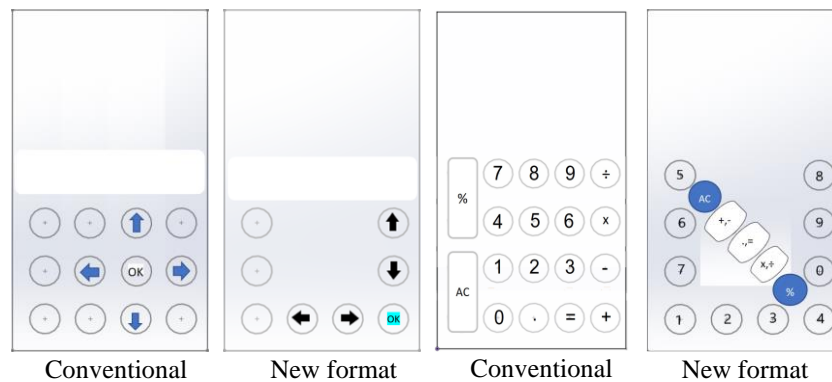 OK
OK
7 8 9 ÷
%
4 5 6 x
1 2 3 -
AC
0 . = +
5 8
AC
6 +,- 9
.,=
7 x,÷ 0
%
1 2 3 4
Conventional New format Conventional New format